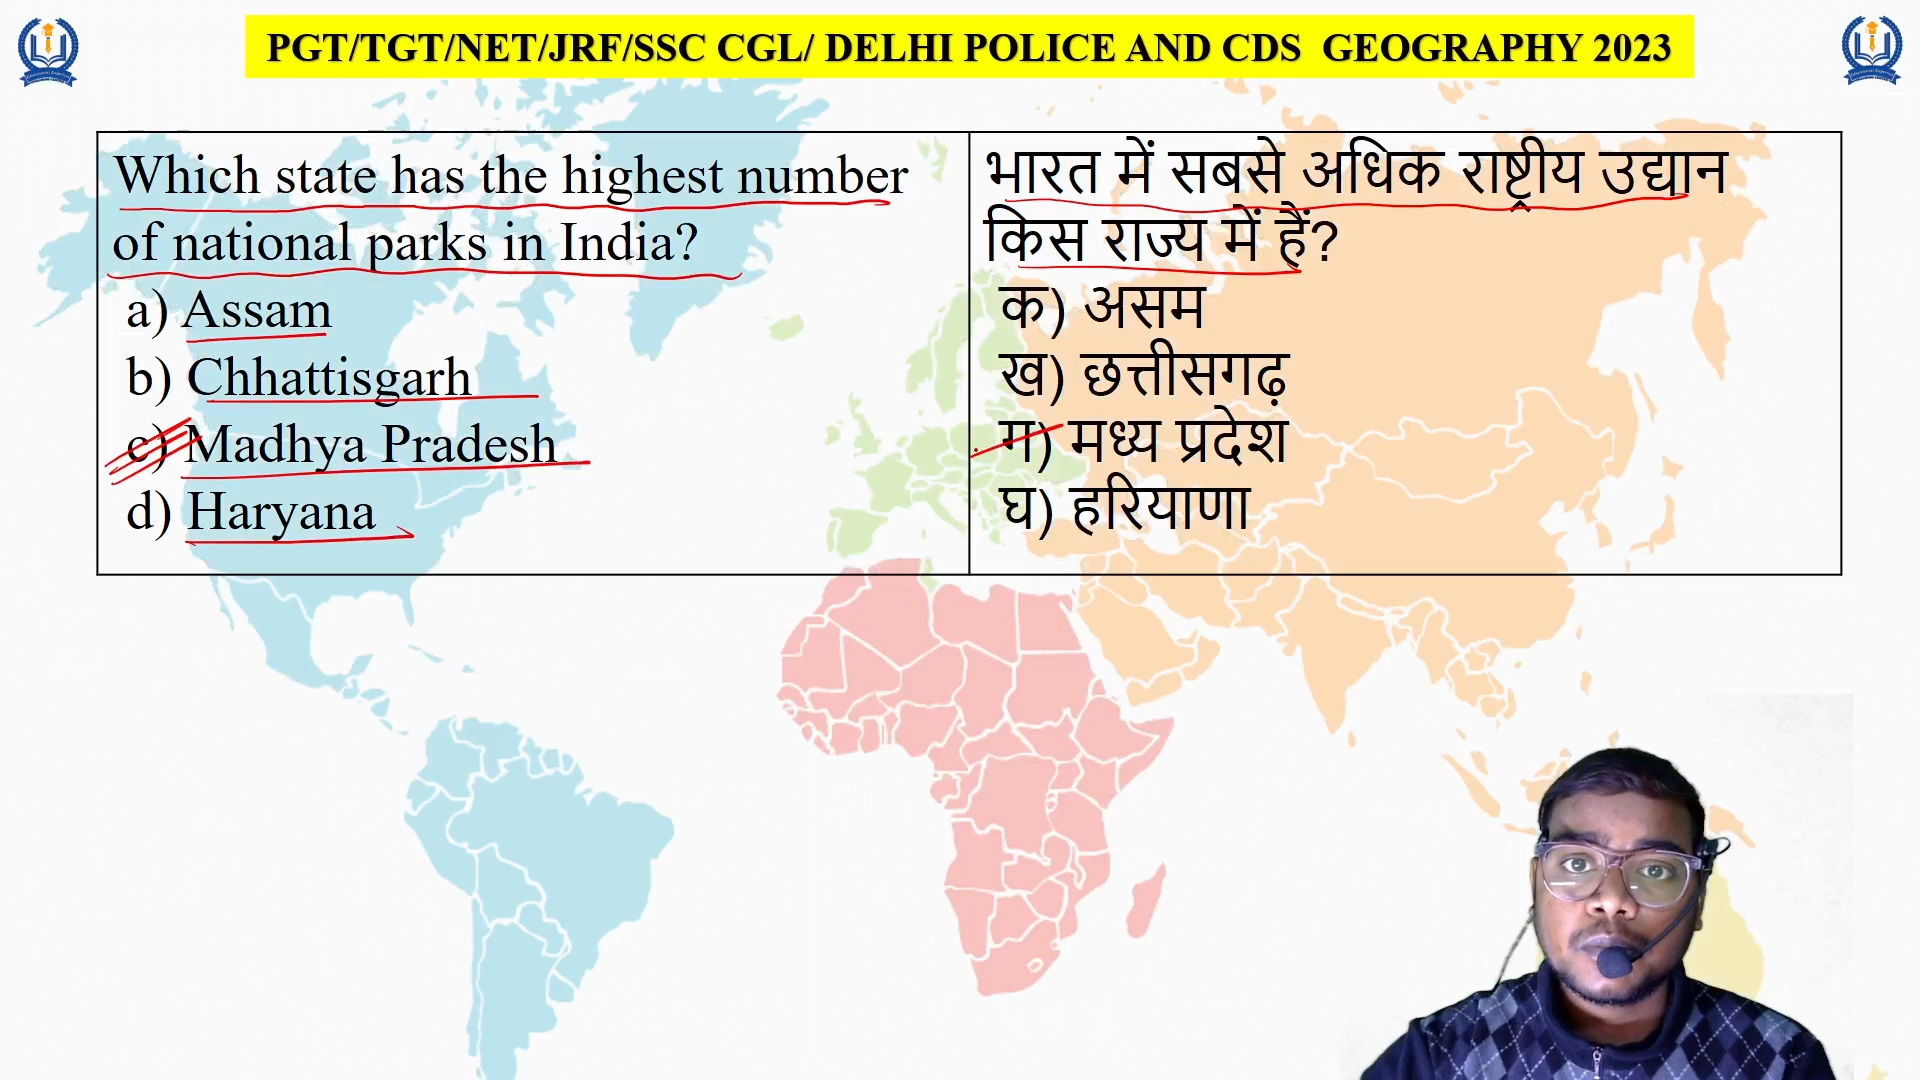 PGT/TGT/NET/JRF/SSC CGL/ DELHI POLICE AND CDS GEOGRAPHY 2023
Which state has the highest number
of national parks in India?
a) Assam
b) Chhattisgarh
c) Madhya Pradesh
d) Haryana
भारत में सबसे अधिक राष्ट्रीय उद्यान
किस राज्य में हैं?
क) असम
ख) छत्तीसगढ़
ग) मध्य प्रदेश
घ) हरियाणा